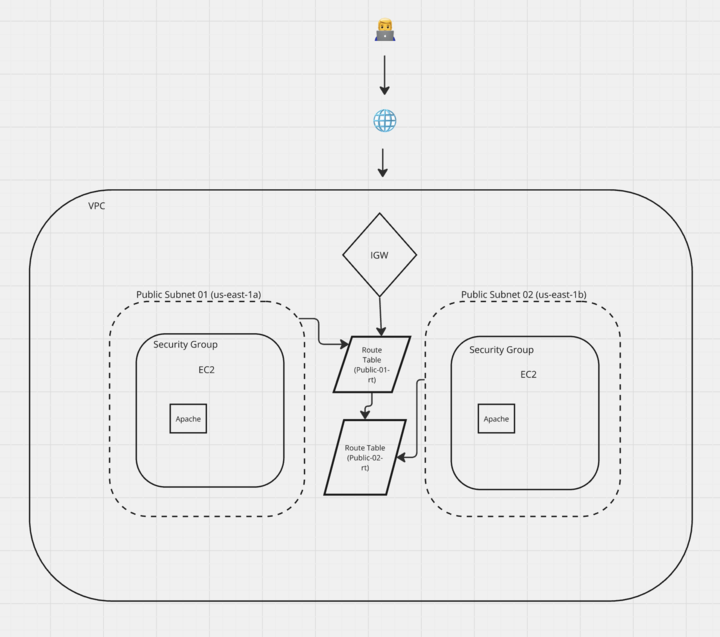 VPC
IGW
Public Subnet 01 (us-east-1a)
Public Subnet 02 (us-east-1b)
Security Group
EC2
Apache
Route
Table
(Public-01-
rt)
Route Table
(Public-02-
rt)
Security Group
EC2
Apache